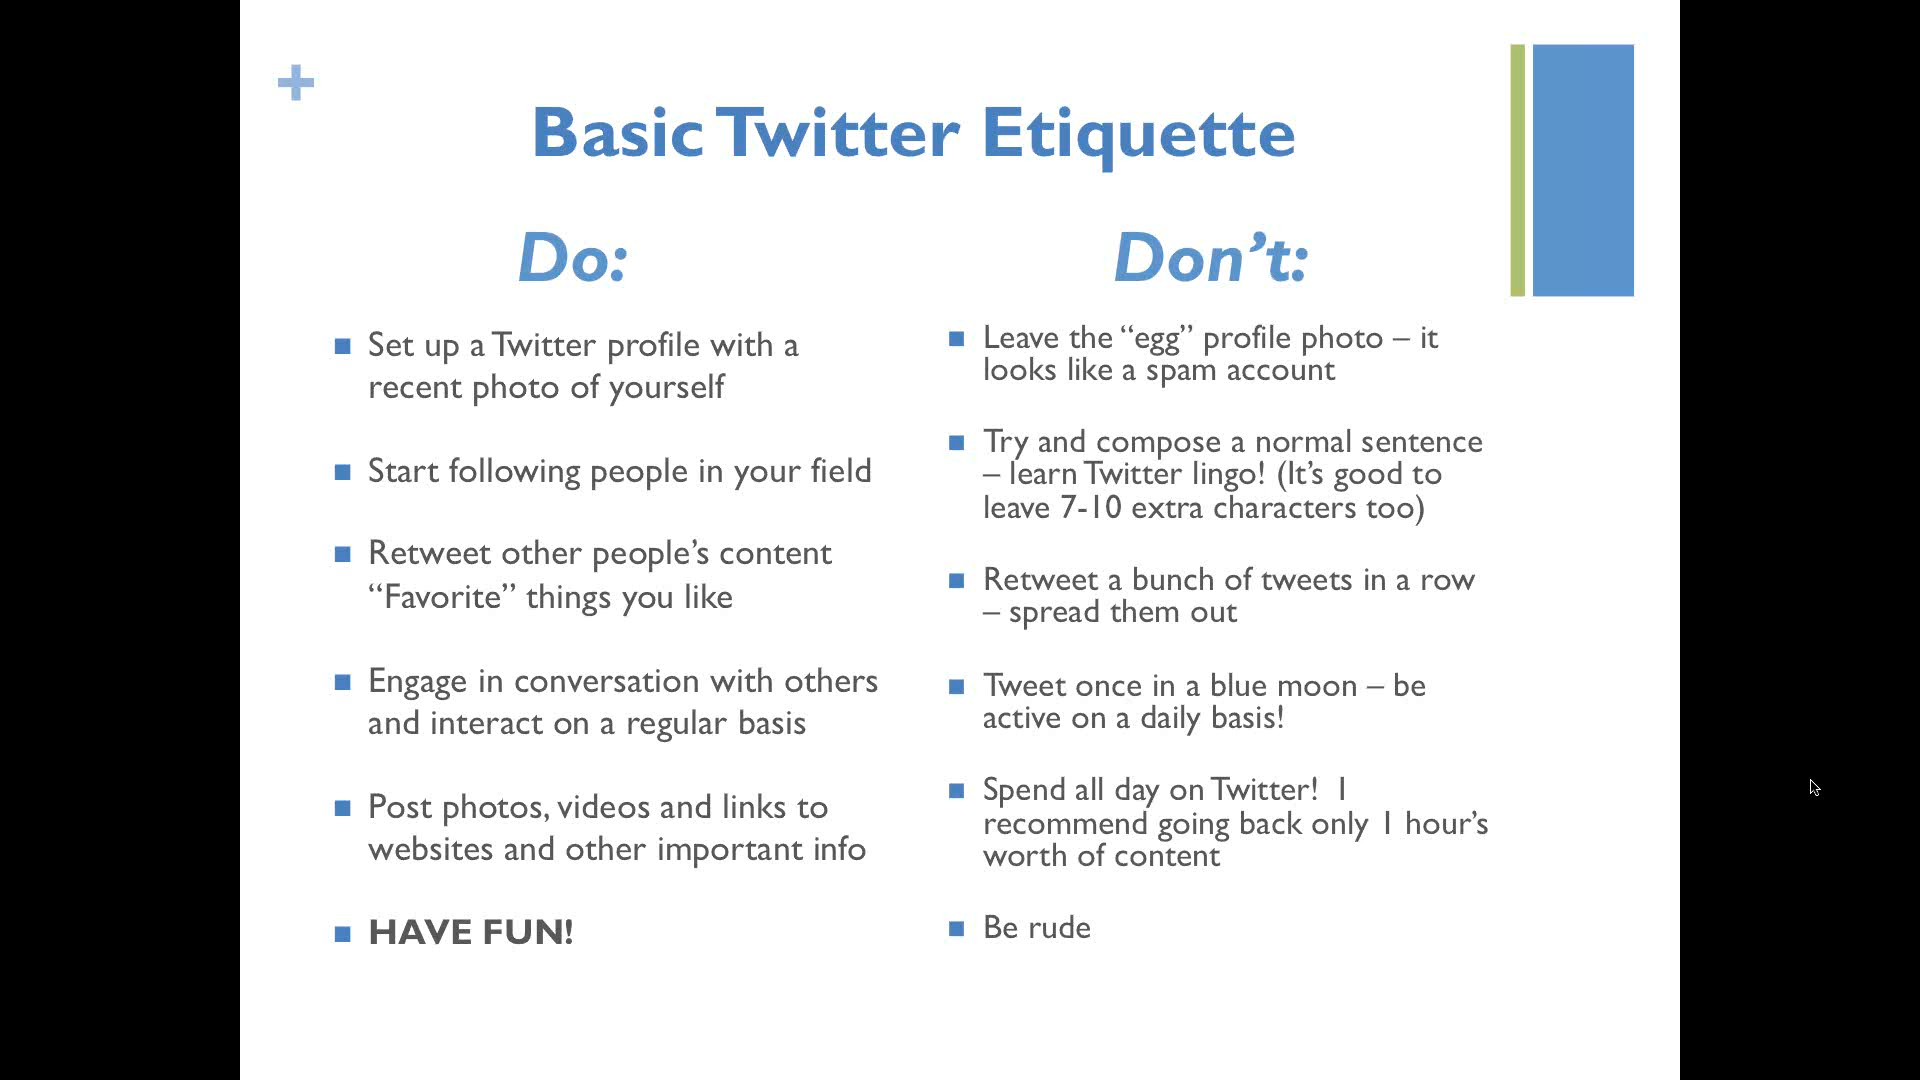 +
Basic Twitter Etiquette
Do:
■ Set up a Twitter profile with a
recent photo of yourself
■ Start following people in your field
■ Retweet other people’s content
“Favorite” things you like
■ Engage in conversation with others
and interact on a regular basis
■ Post photos, videos and links to
websites and other important info
■ HAVE FUN!
Don’t:
■ Leave the “egg” profile photo – it
looks like a spam account
■ Try and compose a normal sentence
– learn Twitter lingo! (It’s good to
leave 7-10 extra characters too)
■ Retweet a bunch of tweets in a row
– spread them out
■ Tweet once in a blue moon – be
active on a daily basis!
■ Spend all day on Twitter!  I
recommend going back only 1 hour’s
worth of content
■ Be rude